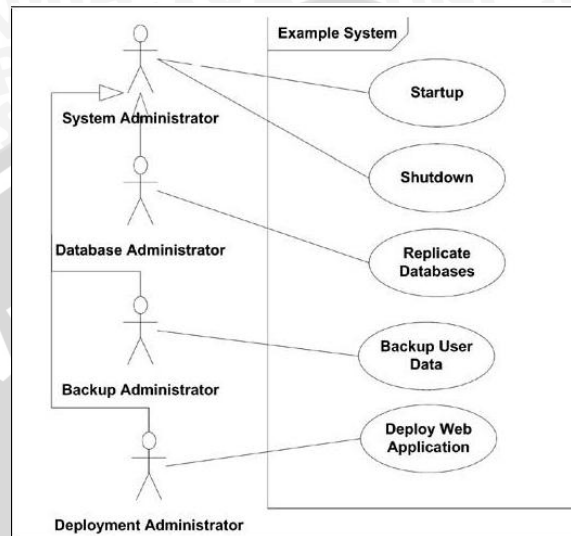 Example System
Startup
System Administrator
Shutdown
Database Administrator
Replicate
Databases
Backup User
Data
Backup Administrator
Deploy Web
Application
Deployment Administrator